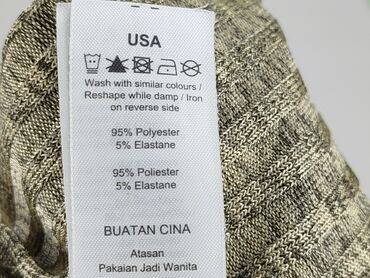 USA
Wash with similar colours /
Reshape while damp / Iron
on reverse side
95% Polyester
5% Elastane
95% Poliester
5% Elastane
BUATAN CINA
Atasan
Pakaian Jadi Wanita